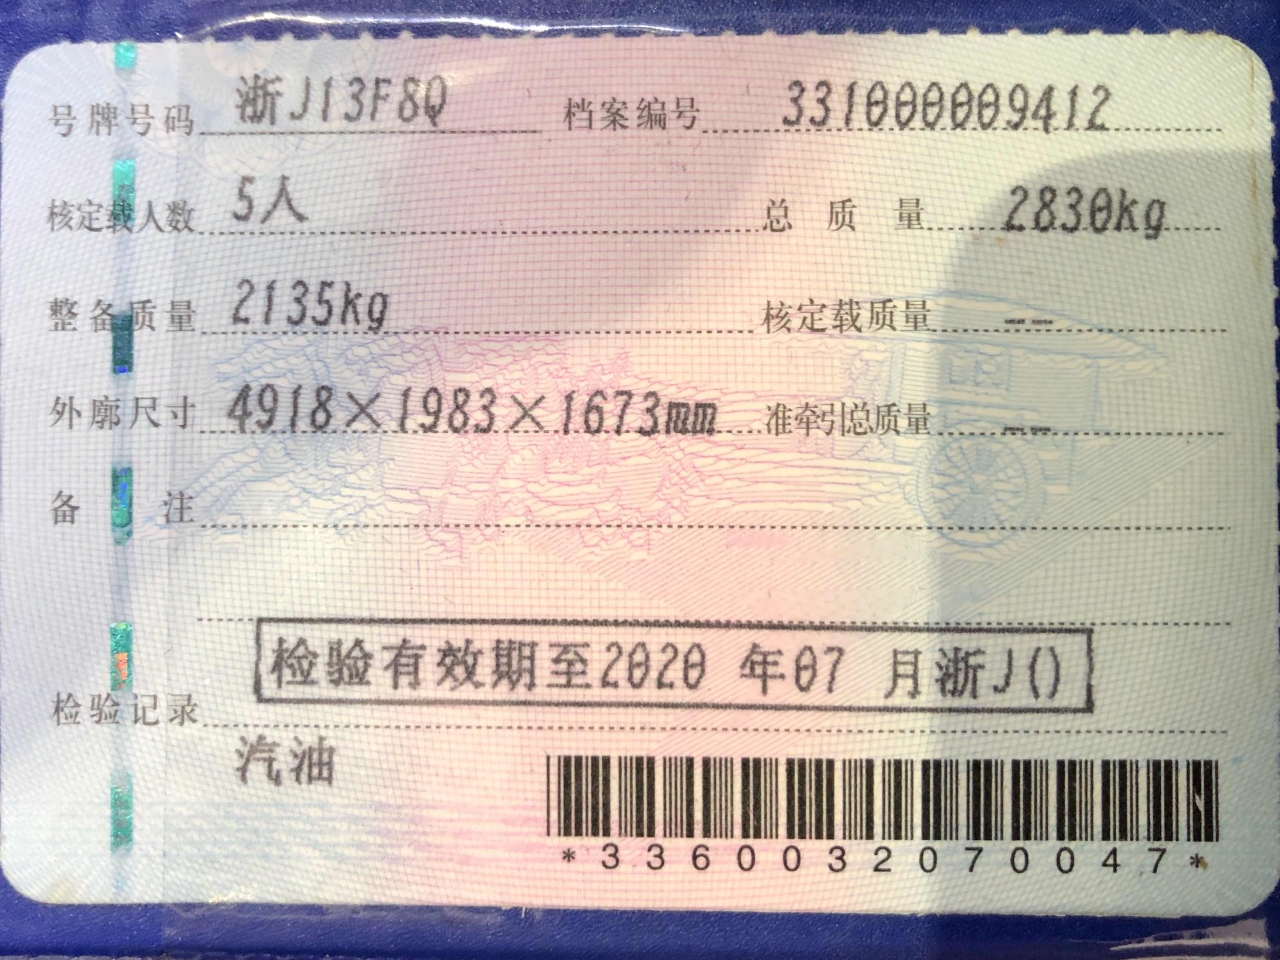 号牌号码 浙J13F8Q 档案编号 331000009412
核定载人数 5人 总质量 2830kg
整备质量 2135kg 核定载质量 --
外廓尺寸 4918×1983×1673mm 准牵引总质量 --
备注
检验有效期至2020 年07 月浙J()
检验记录
汽油
*3360032070047*